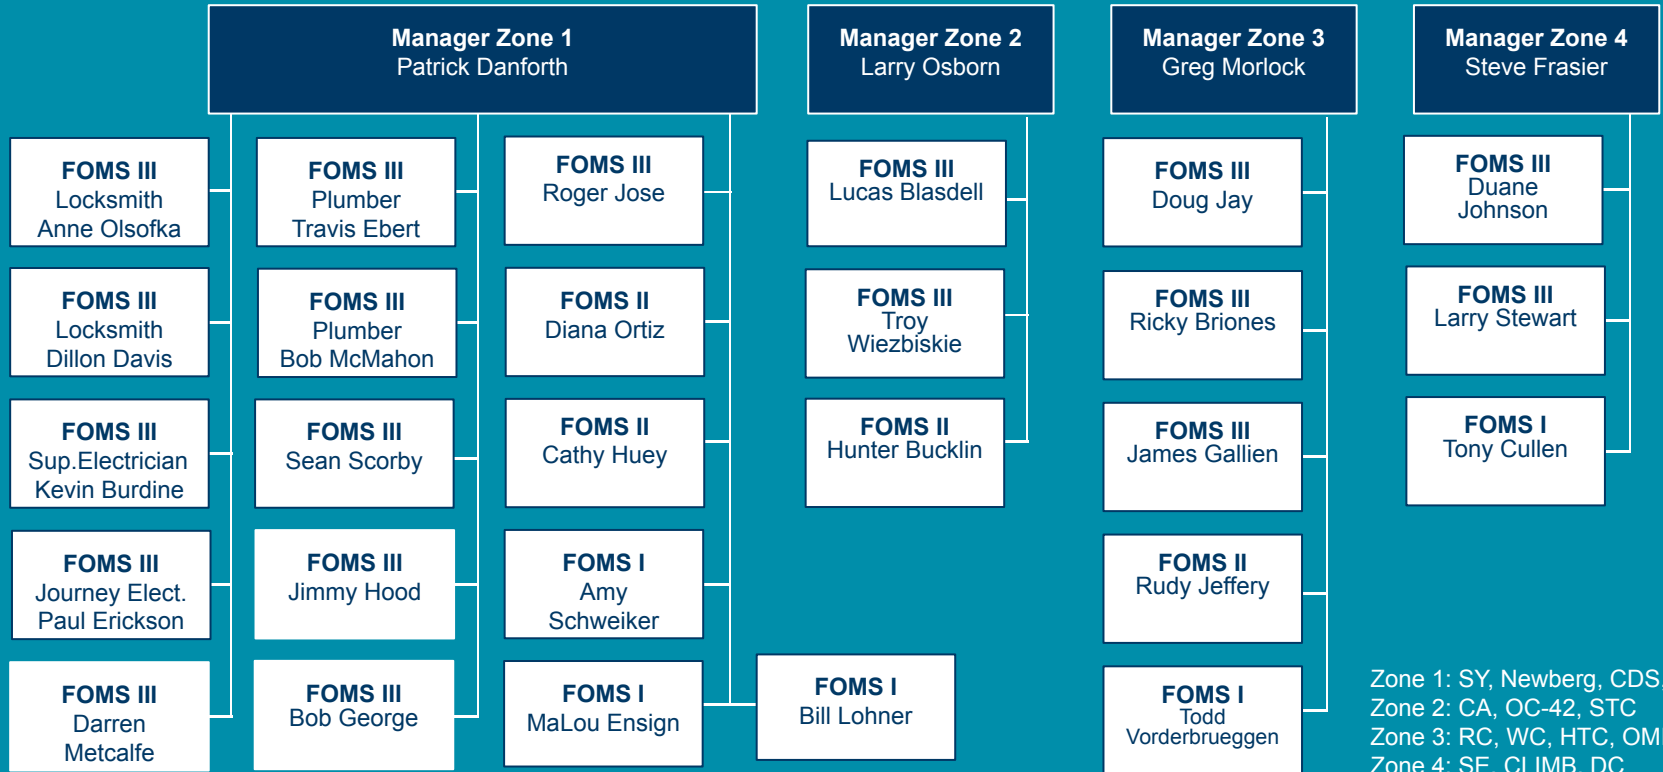 Manager Zone 1
Patrick Danforth
Manager Zone 2
Larry Osborn
Manager Zone 3
Greg Morlock
Manager Zone 4
Steve Frasier
FOMS III
Locksmith
Anne Olsofka
FOMS III
Locksmith
Dillon Davis
FOMS III
Sup.Electrician
Kevin Burdine
FOMS III
Journey Elect.
Paul Erickson
FOMS III
Darren
Metcalfe
FOMS III
Plumber
Travis Ebert
FOMS III
Plumber
Bob McMahon
FOMS III
Sean Scorby
FOMS III
Jimmy Hood
FOMS III
Bob George
FOMS III
Roger Jose
FOMS II
Diana Ortiz
FOMS II
Cathy Huey
FOMS I
Amy
Schweiker
FOMS I
MaLou Ensign
FOMS I
Bill Lohner
FOMS III
Lucas Blasdell
FOMS III
Troy
Wiezbiskie
FOMS II
Hunter Bucklin
FOMS III
Doug Jay
FOMS III
Ricky Briones
FOMS III
James Gallien
FOMS II
Rudy Jeffery
FOMS I
Todd
Vorderbrueggen
FOMS III
Duane
Johnson
FOMS III
Larry Stewart
FOMS I
Tony Cullen
Zone 1: SY, Newberg, CDS,
Zone 2: CA, OC-42, STC
Zone 3: RC, WC, HTC,
Zone 4: SE, CLIMB, DC